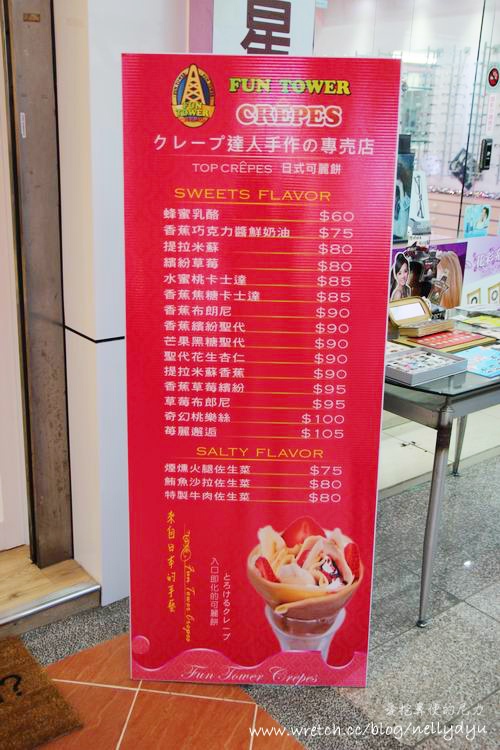 星
FUN TOWER
FUN TOWER
CRÊPES
クレープ達人手作の專売店
TOP CRÊPES 日式可麗餅
SWEETS FLAVOR
蜂蜜乳酪 $60
香蕉巧克力醬鮮奶油 $75
提拉米蘇 $80
繽紛草莓 $80
水蜜桃卡士達 $85
香蕉焦糖卡士達 $85
香蕉布朗尼 $90
香蕉繽紛聖代 $90
芒果黑糖聖代 $90
聖代花生杏仁 $90
提拉米蘇香蕉 $90
香蕉草莓繽紛 $95
草莓布郎尼 $95
奇幻桃樂絲 $100
莓麗邂逅 $105
SALTY FLAVOR
煙燻火腿佐生菜 $75
鮪魚沙拉佐生菜 $80
特製牛肉佐生菜 $80
來自日本的手藝
Fun Tower Crepes
入口即化的可麗餅
とろけるクレープ
Fun Tower Crepes
www.wretch.cc/blog/nellydyu